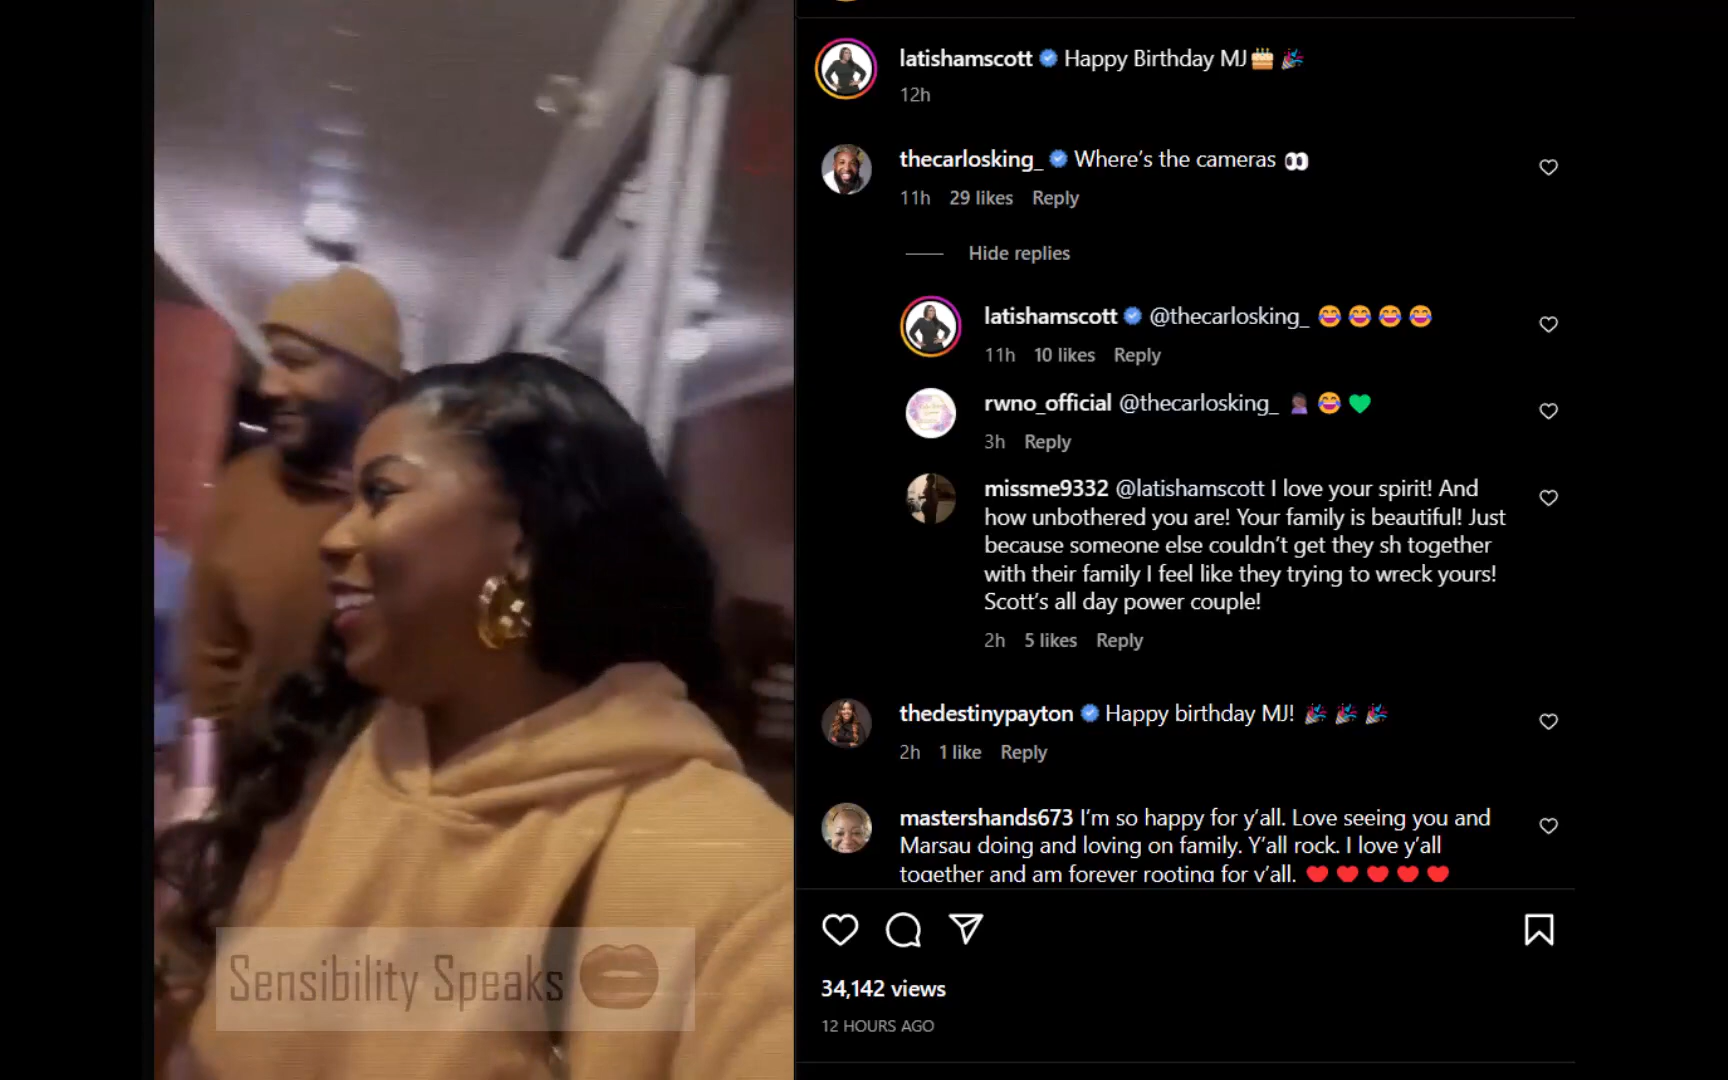 latishamscott Happy Birthday MJ🎂🎉
12h
thecarlosking_ Where's the cameras 👀
11h 29 likes Reply
Hide replies
latishamscott @thecarlosking_ 😂😂😂😂
11h 10 likes Reply
rwno_official @thecarlosking_ 🤦🏾‍♀️😂💚
3h Reply
missme9332 @latishamscott I love your spirit! And
how unbothered you are! Your family is beautiful! Just
because someone else couldn't get they sh together
with their family I feel like they trying to wreck yours!
Scott's all day power couple!
2h 5 likes Reply
thedestinypayton Happy birthday MJ! 🎉🎉🎉
2h 1 like Reply
mastershands673 I'm so happy for y'all. Love seeing you and
Marsau doing and loving on family. Y'all rock. I love y'all
together and am forever rooting for y'all. ❤️❤️❤️❤️❤️
34,142 views
12 HOURS AGO
Sensibility Speaks